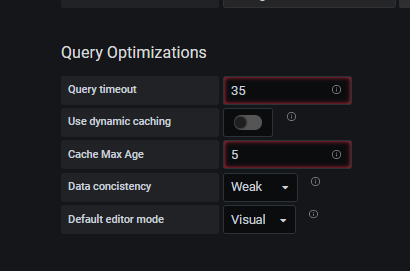 Query Optimizations
Query timeout 35
Use dynamic caching
Cache Max Age 5
Data concistency Weak
Default editor mode Visual